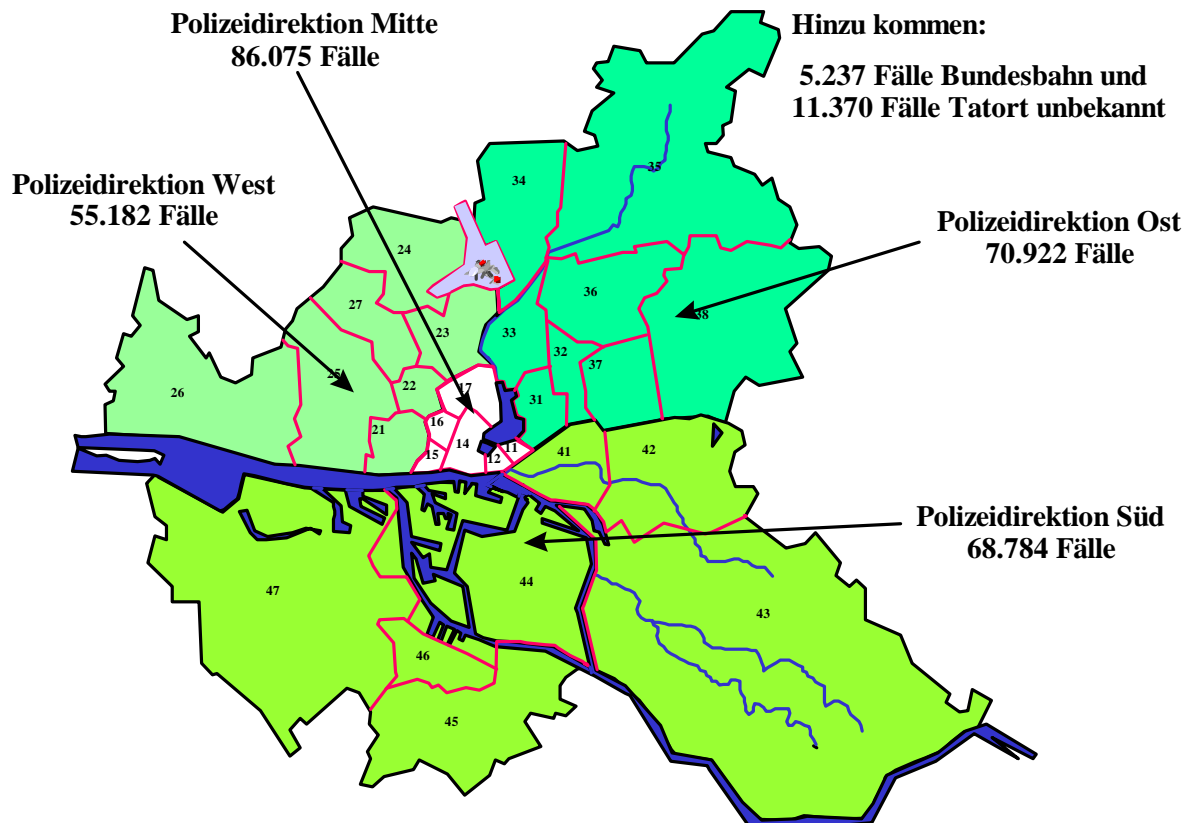 Polizeidirektion Mitte
86.075 Fälle
Hinzu kommen:
5.237 Fälle Bundesbahn und
11.370 Fälle Tatort unbekannt
Polizeidirektion West
55.182 Fälle
Polizeidirektion Ost
70.922 Fälle
Polizeidirektion Süd
68.784 Fälle
35
34
24
36
27
38
23
33
32
37
25
22
17
26
31
16
21
14
11
15
12
41
42
47
44
43
46
45